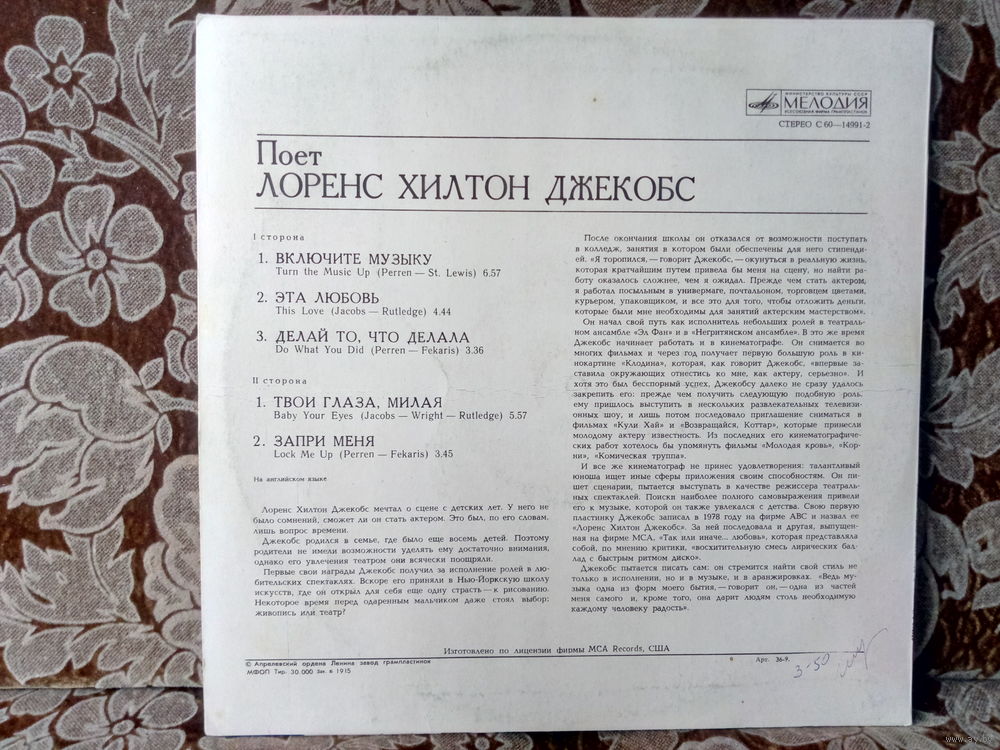 МИНИСТЕРСТВО КУЛЬТУРЫ СССР
МЕЛОДИЯ
ВСЕСОЮЗНАЯ ФИРМА ГРАМПЛАСТИНОК
СТЕРЕО С 60—14991-2
Поет
ЛОРЕНС ХИЛТОН ДЖЕКОБС
I сторона
1. ВКЛЮЧИТЕ МУЗЫКУ
Turn the Music Up (Perren — St. Lewis) 6.57
2. ЭТА ЛЮБОВЬ
This Love (Jacobs — Rutledge) 4.44
3. ДЕЛАЙ ТО, ЧТО ДЕЛАЛА
Do What You Did (Perren — Fekaris) 3.36
II сторона
1. ТВОИ ГЛАЗА, МИЛАЯ
Baby Your Eyes (Jacobs — Wright — Rutledge) 5.57
2. ЗАПРИ МЕНЯ
Lock Me Up (Perren — Fekaris) 3.45
На английском языке
Лоренс Хилтон Джекобс мечтал о сцене с детских лет. У него не
было сомнений, сможет ли он стать актером. Это был, по его словам,
лишь вопрос времени.
Джекобс родился в семье, где было еще восемь детей. Поэтому
родители не имели возможности уделять ему достаточно внимания,
однако его увлечения театром они всячески поощряли.
Первые свои награды Джекобс получил за исполнение ролей в лю-
бительских спектаклях. Вскоре его приняли в Нью-Йоркскую школу
искусств, где он открыл для себя еще одну страсть — к рисованию.
Некоторое время перед одаренным мальчиком даже стоял выбор:
живопись или театр?
После окончания школы он отказался от возможности поступать
в колледж, занятия в котором были обеспечены для него стипенди-
ей. «Я торопился, — говорит Джекобс, — окунуться в реальную жизнь,
которая кратчайшим путем привела бы меня на сцену, но найти ра-
боту оказалось сложнее, чем я ожидал. Прежде чем стать актером,
я работал посыльным в универмаге, почтальоном, торговцем цветами,
курьером, упаковщиком, и все это для того, чтобы отложить деньги,
которые были мне необходимы для занятий актерским мастерством».
Он начал свой путь как исполнитель небольших ролей в театраль-
ном ансамбле «Эл Фан» и в «Негритянском ансамбле». В это же время
Джекобс начинает работать и в кинематографе. Он снимается во
многих фильмах и через год получает первую большую роль в ки-
нокартине «Клодина», которая, как говорит Джекобс, «впервые за-
ставила окружающих отнестись ко мне, как актеру, серьезно». И
хотя это был бесспорный успех, Джекобсу далеко не сразу удалось
закрепить его: прежде чем получить следующую подобную роль,
ему пришлось выступить в нескольких развлекательных телевизи-
онных шоу, и лишь потом последовало приглашение сниматься в
фильмах «Кули Хай» и «Возвращайся, Коттар», которые принесли
молодому актеру известность. Из последних его кинематографиче-
ских работ хотелось бы упомянуть фильмы «Молодая кровь», «Кор-
ни», «Комическая труппа».
И все же кинематограф не принес удовлетворения: талантливый
юноша ищет иные сферы приложения своим способностям. Он пи-
шет сценарии, пытается выступать в качестве режиссера театраль-
ных спектаклей. Поиски наиболее полного самовыражения привели
его к музыке, которой он также увлекался с детства. Свою первую
пластинку Джекобс записал в 1978 году на фирме ABC и назвал ее
«Лоренс Хилтон Джекобс». За ней последовала и другая, выпущен-
ная на фирме MCA. «Так или иначе... любовь», которая представляла
собой, по мнению критики, «восхитительную смесь лирических бал-
лад с быстрым ритмом диско».
Джекобс пытается писать сам: он стремится найти свой стиль не
только в исполнении, но и в музыке, и в аранжировках. «Ведь му-
зыка одна из форм моего бытия, — говорит он, — одна из частей
меня самого и, кроме того, она дарит людям столь необходимую
каждому человеку радость».
Изготовлено по лицензии фирмы MCA Records, США
© Апрелевский ордена Ленина завод грампластинок
МФОП Тир. 30.000 Зак. 1915
Арт. 36-9.
3-50
www.ay.by